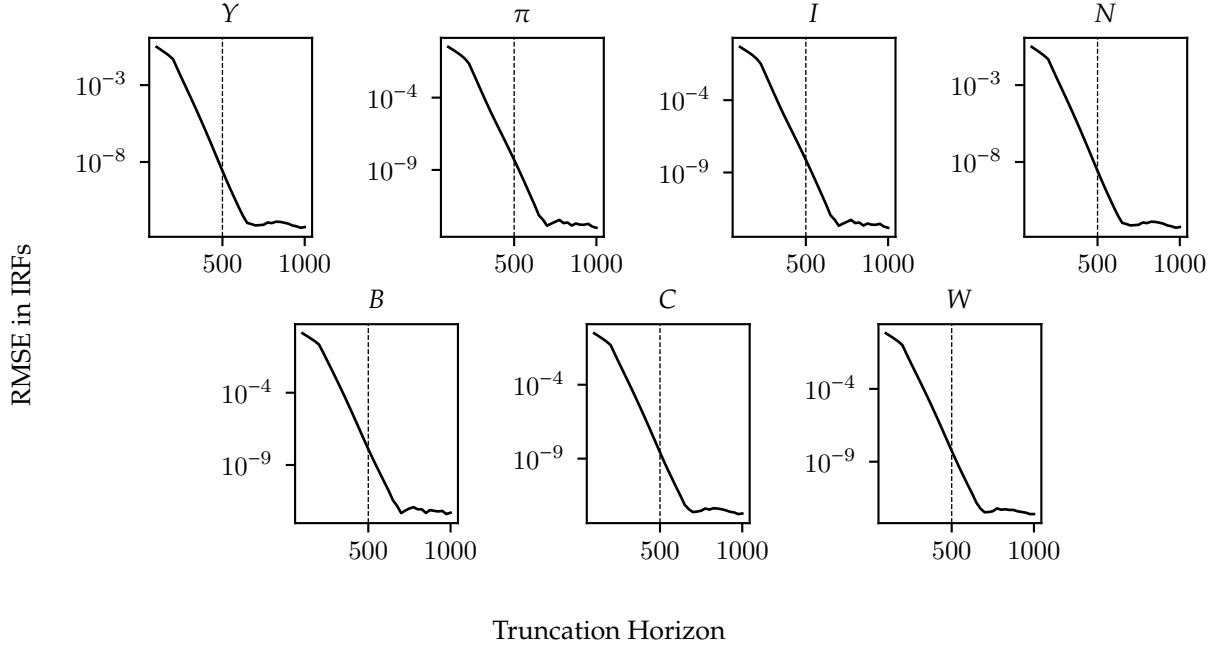 Y π I N
10⁻³ 10⁻⁴ 10⁻⁴ 10⁻³
10⁻⁸ 10⁻⁹ 10⁻⁹ 10⁻⁸
500 1000 500 1000 500 1000 500 1000
RMSE in IRFs
B C W
10⁻⁴ 10⁻⁴ 10⁻⁴
10⁻⁹ 10⁻⁹ 10⁻⁹
500 1000 500 1000 500 1000
Truncation Horizon